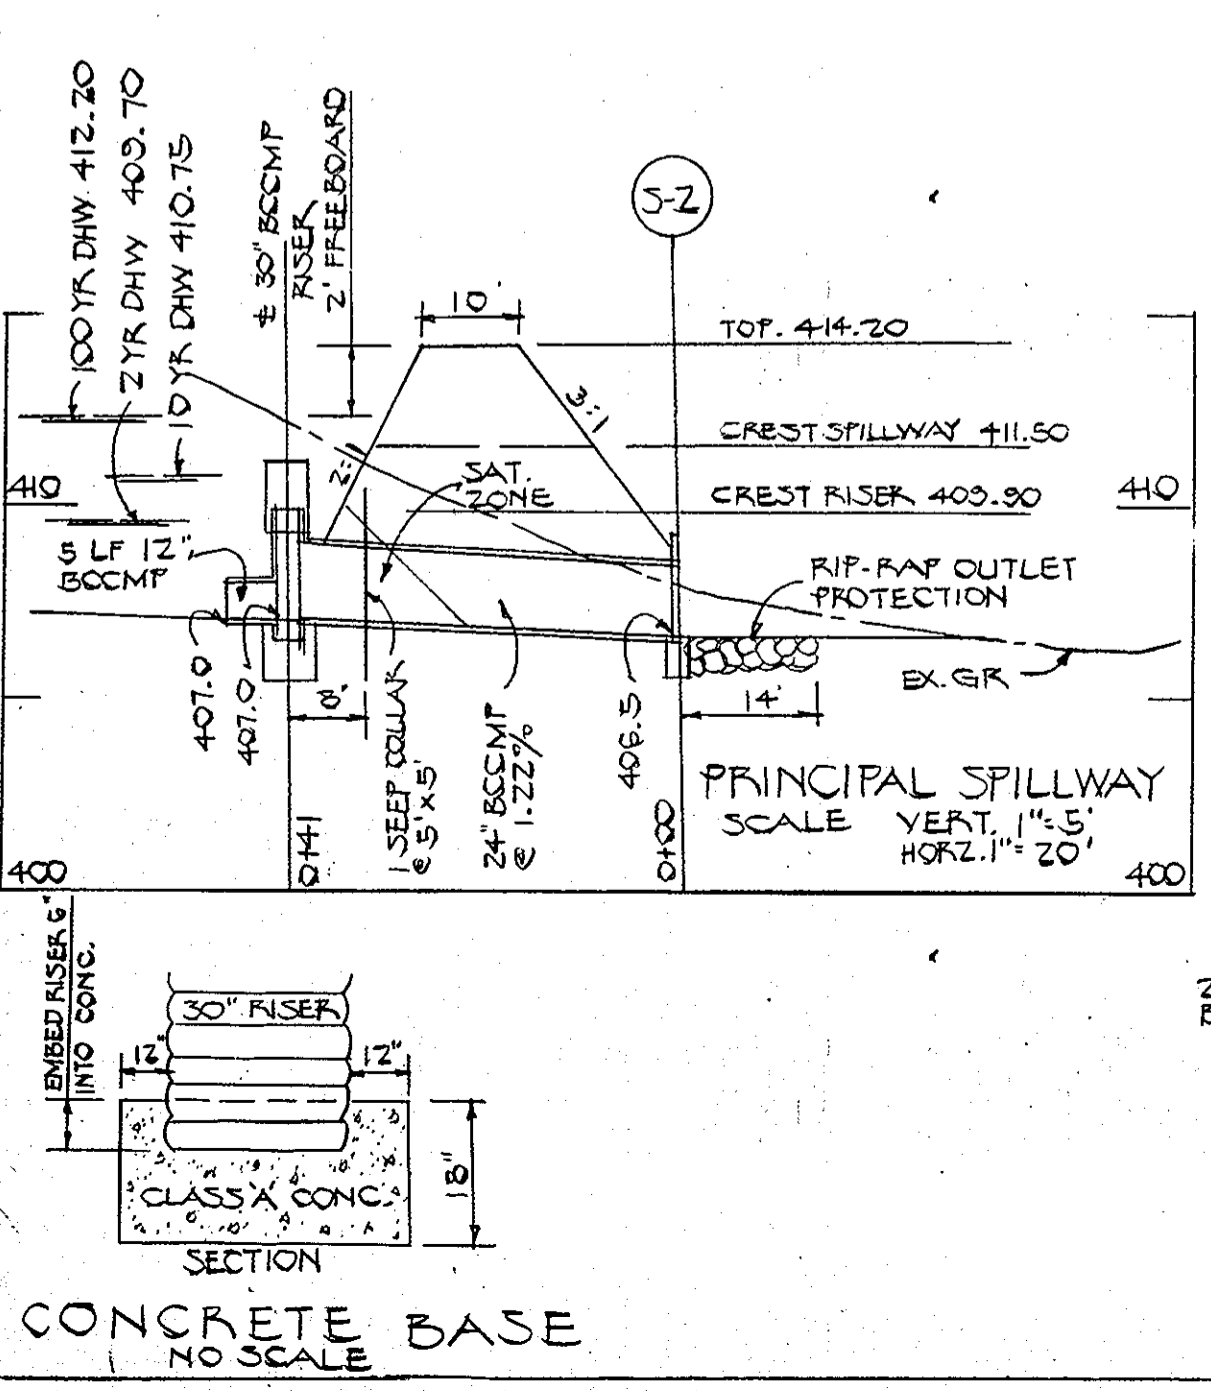 100 YR DHW 412.20
2 YR DHW 409.70
10 YR DHW 410.75
℄ 30" BCCMP
RISER
2' FREEBOARD
S-2
10'
TOP. 414.20
3:1
CREST SPILLWAY 411.50
2:
SAT.
ZONE
410
CREST RISER 409.90
410
5 LF 12"
BCCMP
RIP-RAP OUTLET
PROTECTION
EX. GR
407.0
407.0
8'
1 SEEP COLLAR
@ 5' x 5'
24" BCCMP
@ 1.22%
406.5
14'
PRINCIPAL SPILLWAY
SCALE VERT. 1"=5'
HORZ. 1"= 20'
0+41
0+00
400
400
EMBED RISER 6"
INTO CONC.
30" RISER
12"
12"
18"
CLASS A CONC.
SECTION
CONCRETE BASE
NO SCALE